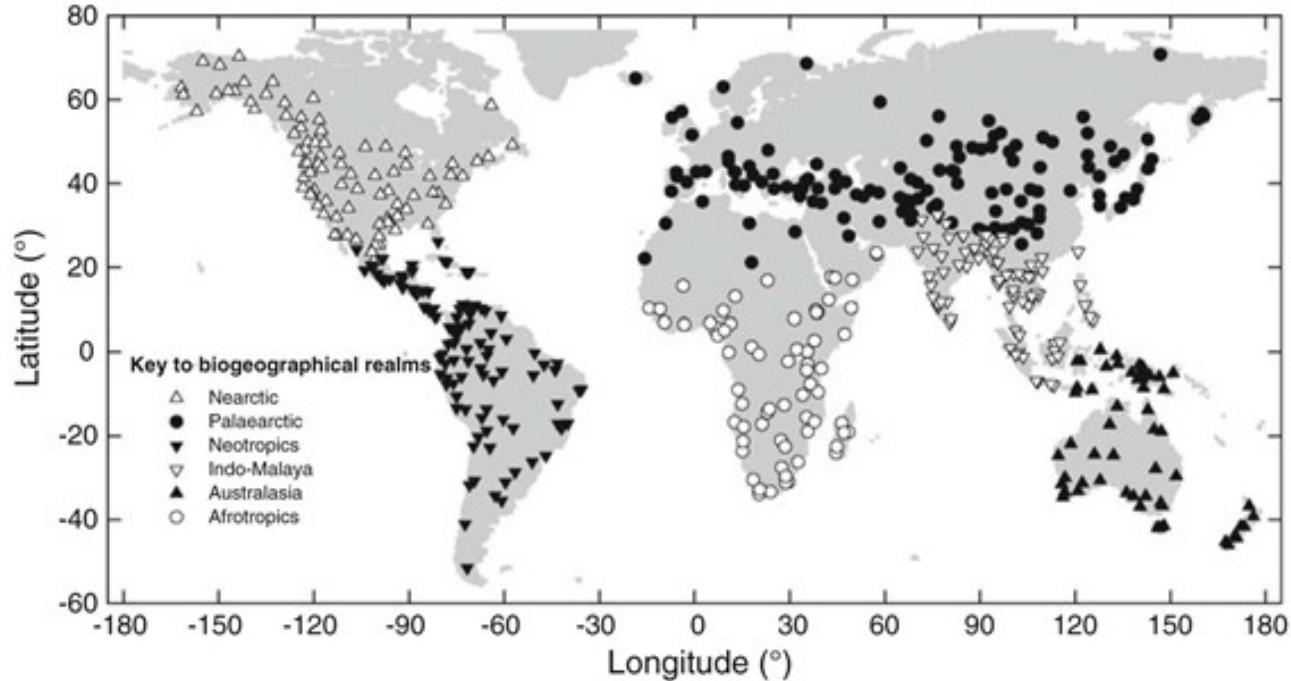 80
60
40
20
0
-20
-40
-60
Latitude (°)
Key to biogeographical realms
Nearctic
Palaearctic
Neotropics
Indo-Malaya
Australasia
Afrotropics
-180 -150 -120 -90 -60 -30 0 30 60 90 120 150 180
Longitude (°)